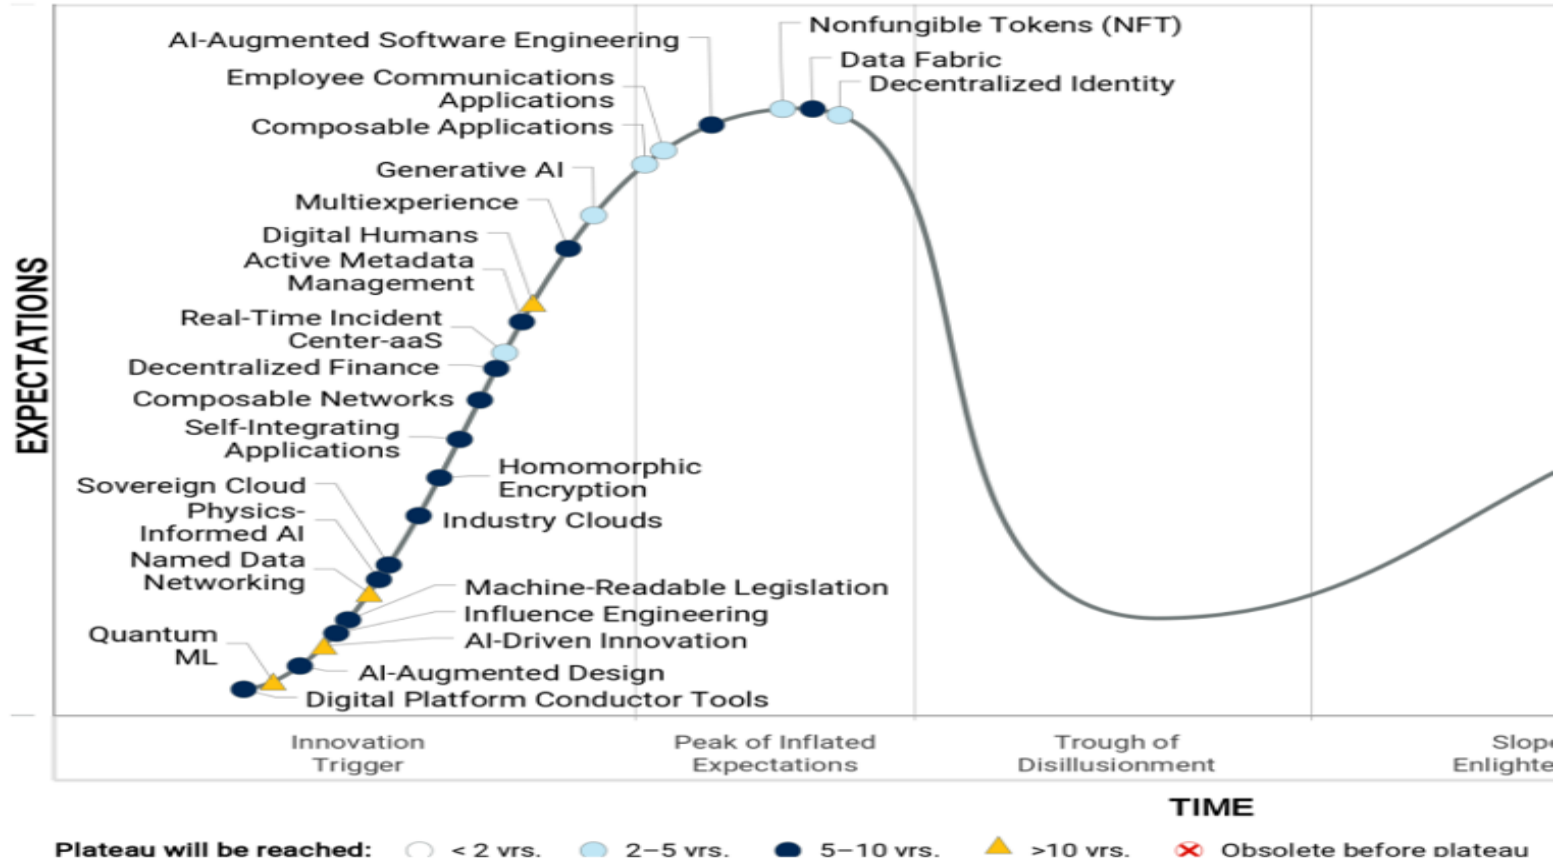 AI-Augmented Software Engineering
Nonfungible Tokens (NFT)
Data Fabric
Decentralized Identity
Employee Communications
Applications
Composable Applications
Generative AI
Multiexperience
Digital Humans
Active Metadata
Management
Real-Time Incident
Center-aaS
Decentralized Finance
Composable Networks
Self-Integrating
Applications
Homomorphic
Encryption
Sovereign Cloud
Physics-
Informed AI
Industry Clouds
Named Data
Networking
Machine-Readable Legislation
Influence Engineering
AI-Driven Innovation
Quantum
ML
AI-Augmented Design
Digital Platform Conductor Tools
EXPECTATIONS
Innovation
Trigger
Peak of Inflated
Expectations
Trough of
Disillusionment
Slope
Enlighte
TIME
Plateau will be reached: < 2 yrs. 2–5 yrs. 5–10 yrs. >10 yrs. Obsolete before plateau